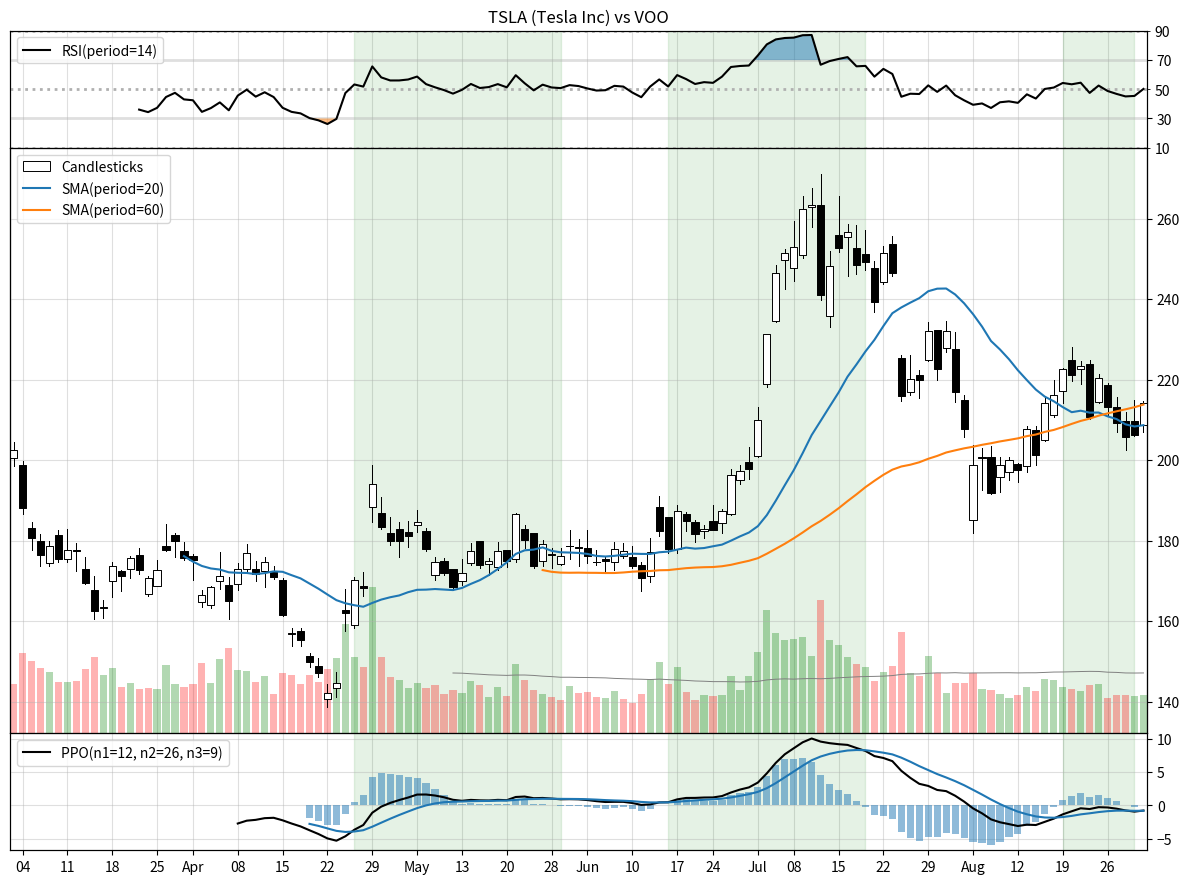 TSLA (Tesla Inc) vs VOO
RSI(period=14)
90
70
50
30
10
Candlesticks
SMA(period=20)
SMA(period=60)
260
240
220
200
180
160
140
PPO(n1=12, n2=26, n3=9)
10
5
0
−5
04 11 18 25 Apr 08 15 22 29 May 13 20 28 Jun 10 17 24 Jul 08 15 22 29 Aug 12 19 26